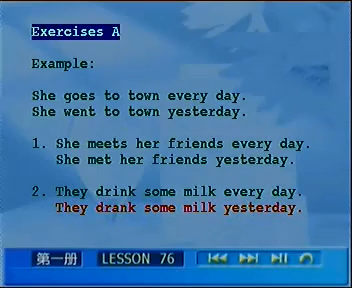 Exercises A
Example:
She goes to town every day.
She went to town yesterday.
1. She meets her friends every day.
She met her friends yesterday.
2. They drink some milk every day.
They drank some milk yesterday.
第一册 LESSON 76